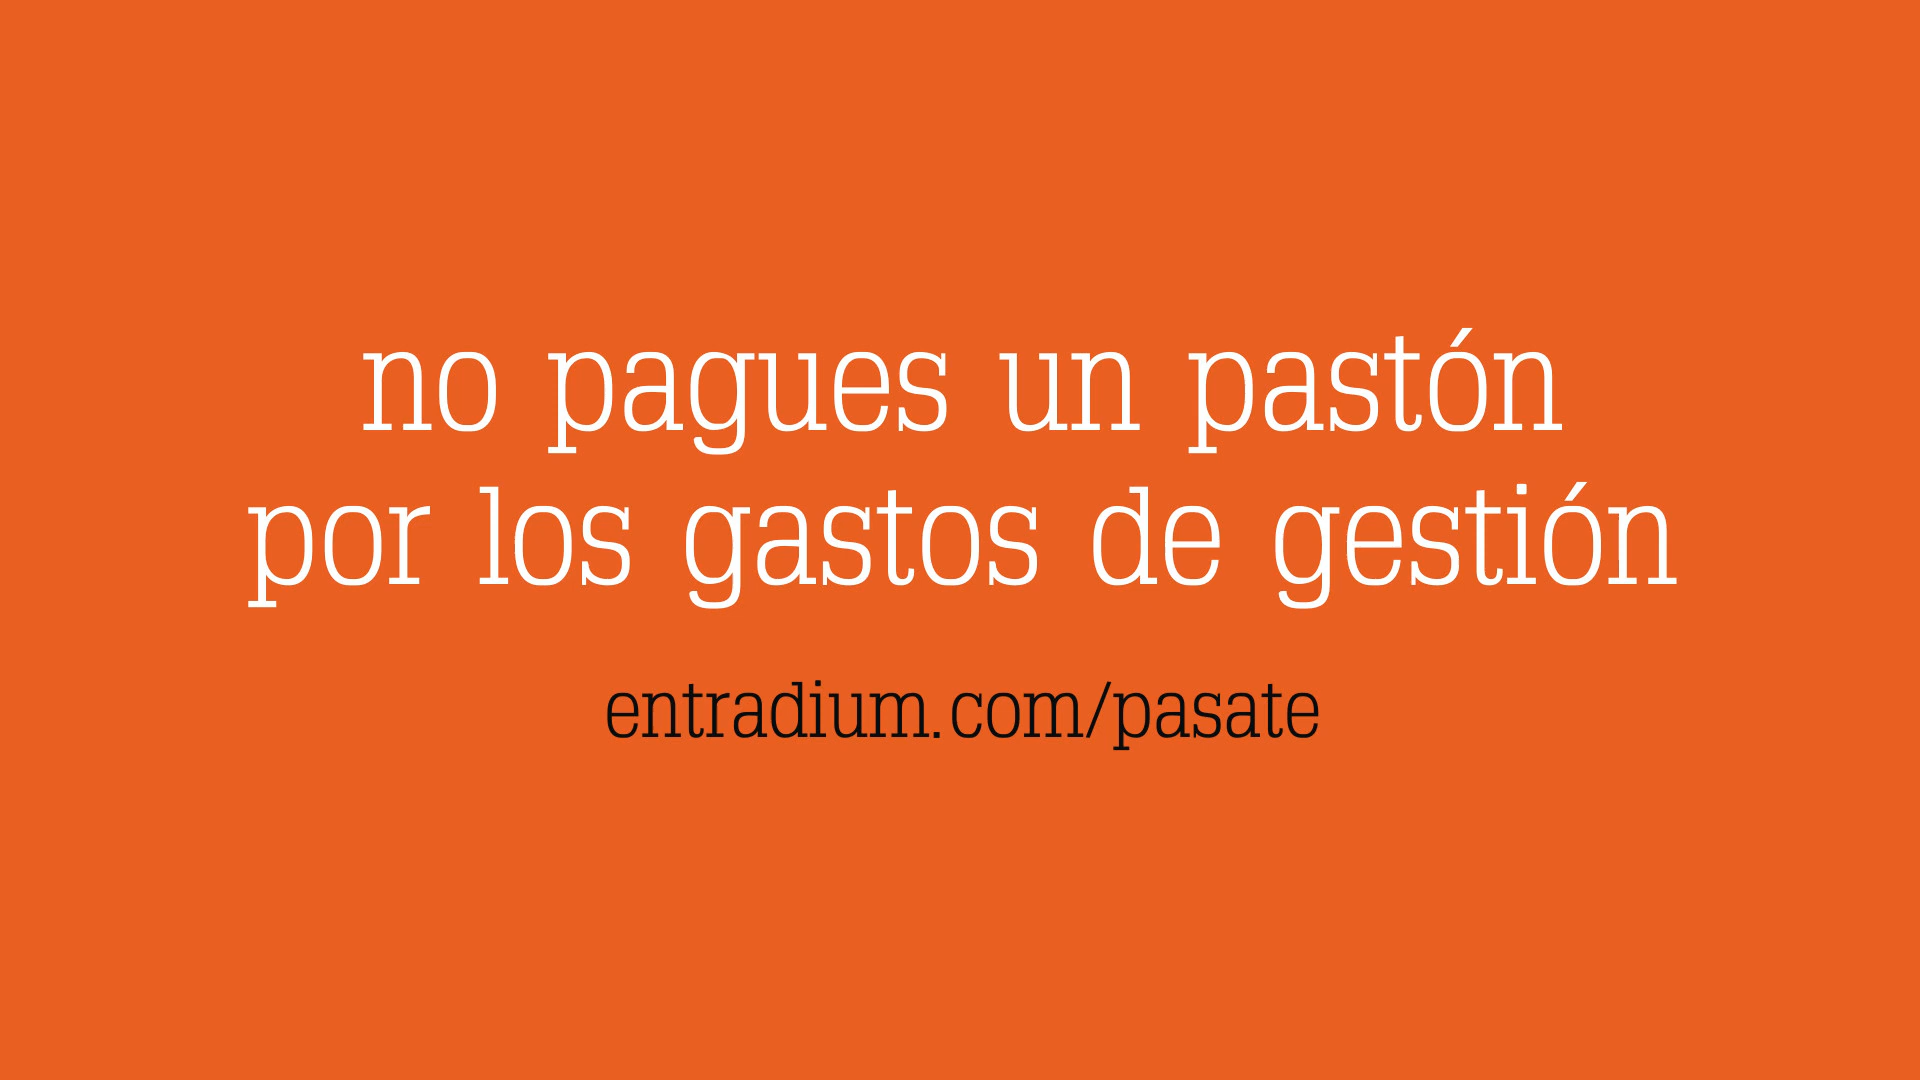 no pagues un pastón
por los gastos de gestión
entradium.com/pasate